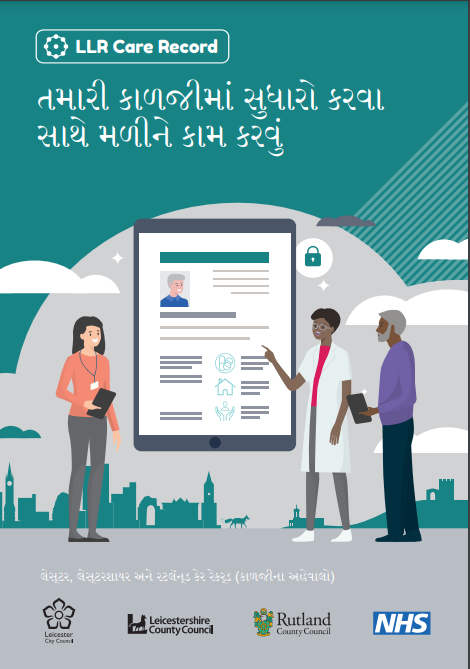 LLR Care Record
તમારી કાળજીમાં સુધારો કરવા
સાથે મળીને કામ કરવું
લેસ્ટર, લેસ્ટરશાયર અને રટલૅન્ડ કેર રેકર્ડ (કાળજીના અહેવાલો)
Leicester
City Council
Leicestershire
County Council
Rutland
County Council
NHS